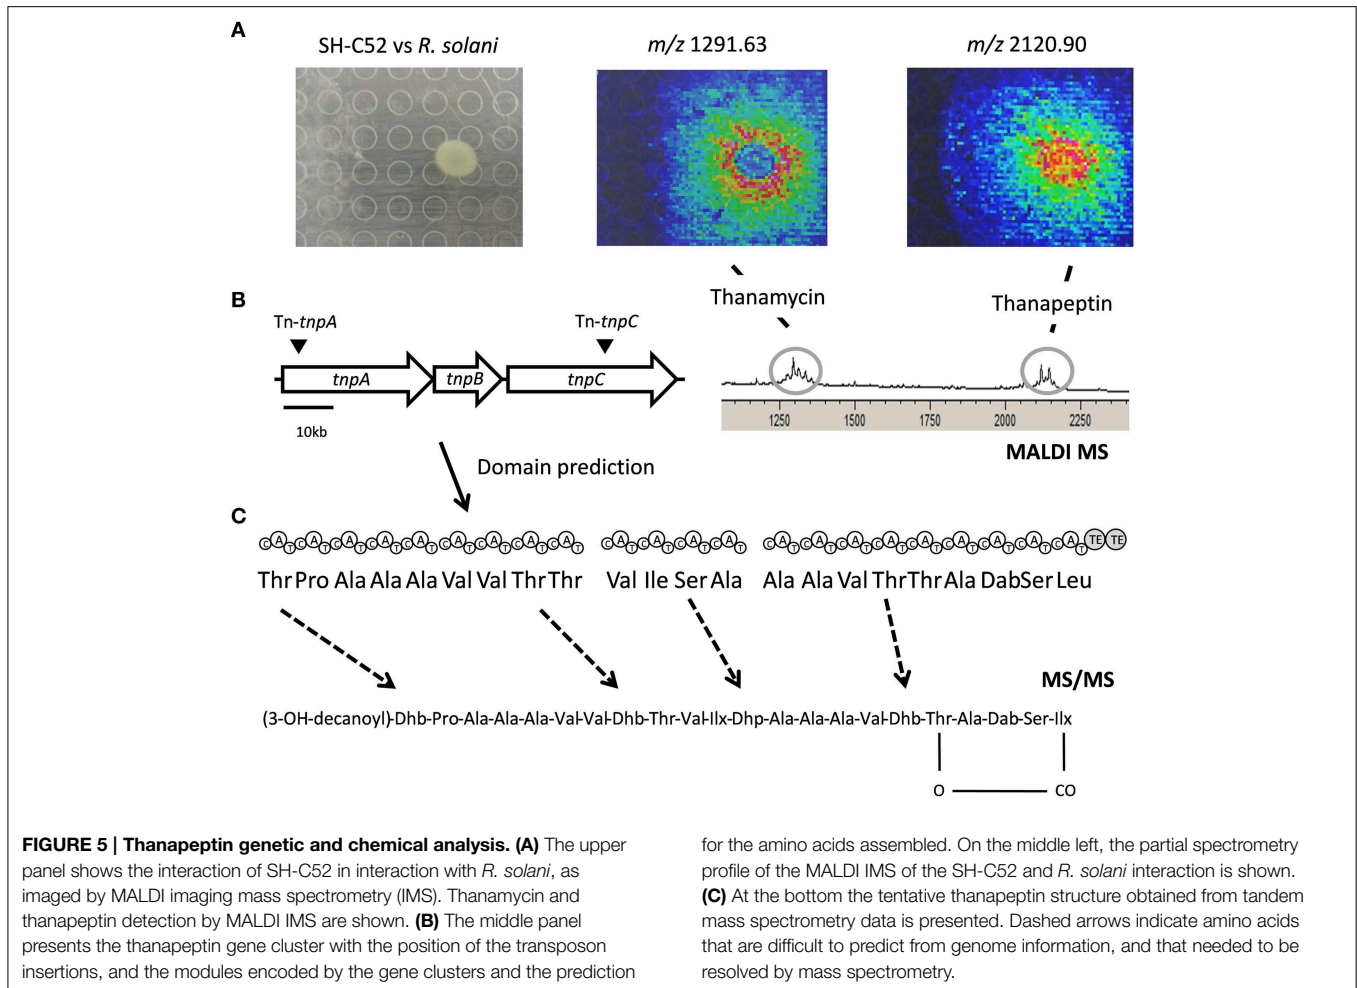 A
SH-C52 vs R. solani
m/z 1291.63
m/z 2120.90
Thanamycin
Thanapeptin
B
Tn-tnpA
Tn-tnpC
tnpA
tnpB
tnpC
10kb
1250 1500 1750 2000 2250
MALDI MS
Domain prediction
C
C A T C A T C A T C A T C A T C A T C A T C A T C A T
C A T C A T C A T C A T
C A T C A T C A T C A T C A T C A T C A T C A T C A T TE TE
Thr Pro Ala Ala Ala Val Val Thr Thr
Val Ile Ser Ala
Ala Ala Val Thr Thr Ala Dab Ser Leu
MS/MS
(3-OH-decanoyl)-Dhb-Pro-Ala-Ala-Ala-Val-Val-Dhb-Thr-Val-Ilx-Dhp-Ala-Ala-Ala-Val-Dhb-Thr-Ala-Dab-Ser-Ilx
O CO
FIGURE 5 | Thanapeptin genetic and chemical analysis. (A) The upper
panel shows the interaction of SH-C52 in interaction with R. solani, as
imaged by MALDI imaging mass spectrometry (IMS). Thanamycin and
thanapeptin detection by MALDI IMS are shown. (B) The middle panel
presents the thanapeptin gene cluster with the position of the transposon
insertions, and the modules encoded by the gene clusters and the prediction
for the amino acids assembled. On the middle left, the partial spectrometry
profile of the MALDI IMS of the SH-C52 and R. solani interaction is shown.
(C) At the bottom the tentative thanapeptin structure obtained from tandem
mass spectrometry data is presented. Dashed arrows indicate amino acids
that are difficult to predict from genome information, and that needed to be
resolved by mass spectrometry.